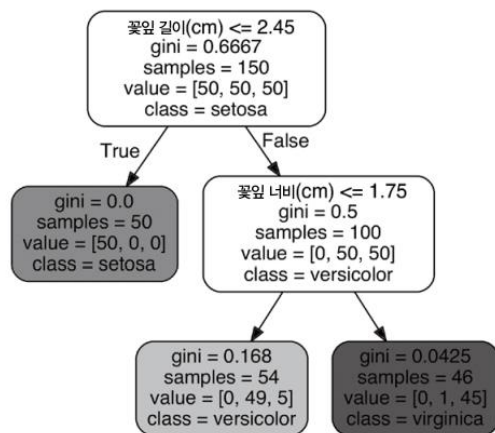 꽃잎 길이(cm) <= 2.45
gini = 0.6667
samples = 150
value = [50, 50, 50]
class = setosa
True
False
gini = 0.0
samples = 50
value = [50, 0, 0]
class = setosa
꽃잎 너비(cm) <= 1.75
gini = 0.5
samples = 100
value = [0, 50, 50]
class = versicolor
gini = 0.168
samples = 54
value = [0, 49, 5]
class = versicolor
gini = 0.0425
samples = 46
value = [0, 1, 45]
class = virginica